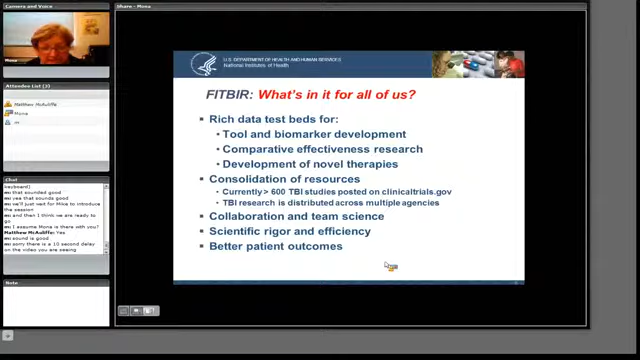 Camera and Voice
Share - Mona
Mona
Attendee List (3)
Matthew McAuliffe
Mona
m
Chat
keyboard]
that sounded good
yea that sounds good
we'll just wait for Mike to introduce
the session
and then I think we are ready to
go
I assume Mona is there with you?
Matthew McAuliffe: Yes
sound is good
sorry there is a 10 second delay
on the video you are seeing
Note
U.S. DEPARTMENT OF HEALTH AND HUMAN SERVICES
National Institutes of Health
FITBIR: What's in it for all of us?
Rich data test beds for:
Tool and biomarker development
Comparative effectiveness research
Development of novel therapies
Consolidation of resources
Currently> 600 TBI studies posted on clinicaltrials.gov
TBI research is distributed across multiple agencies
Collaboration and team science
Scientific rigor and efficiency
Better patient outcomes